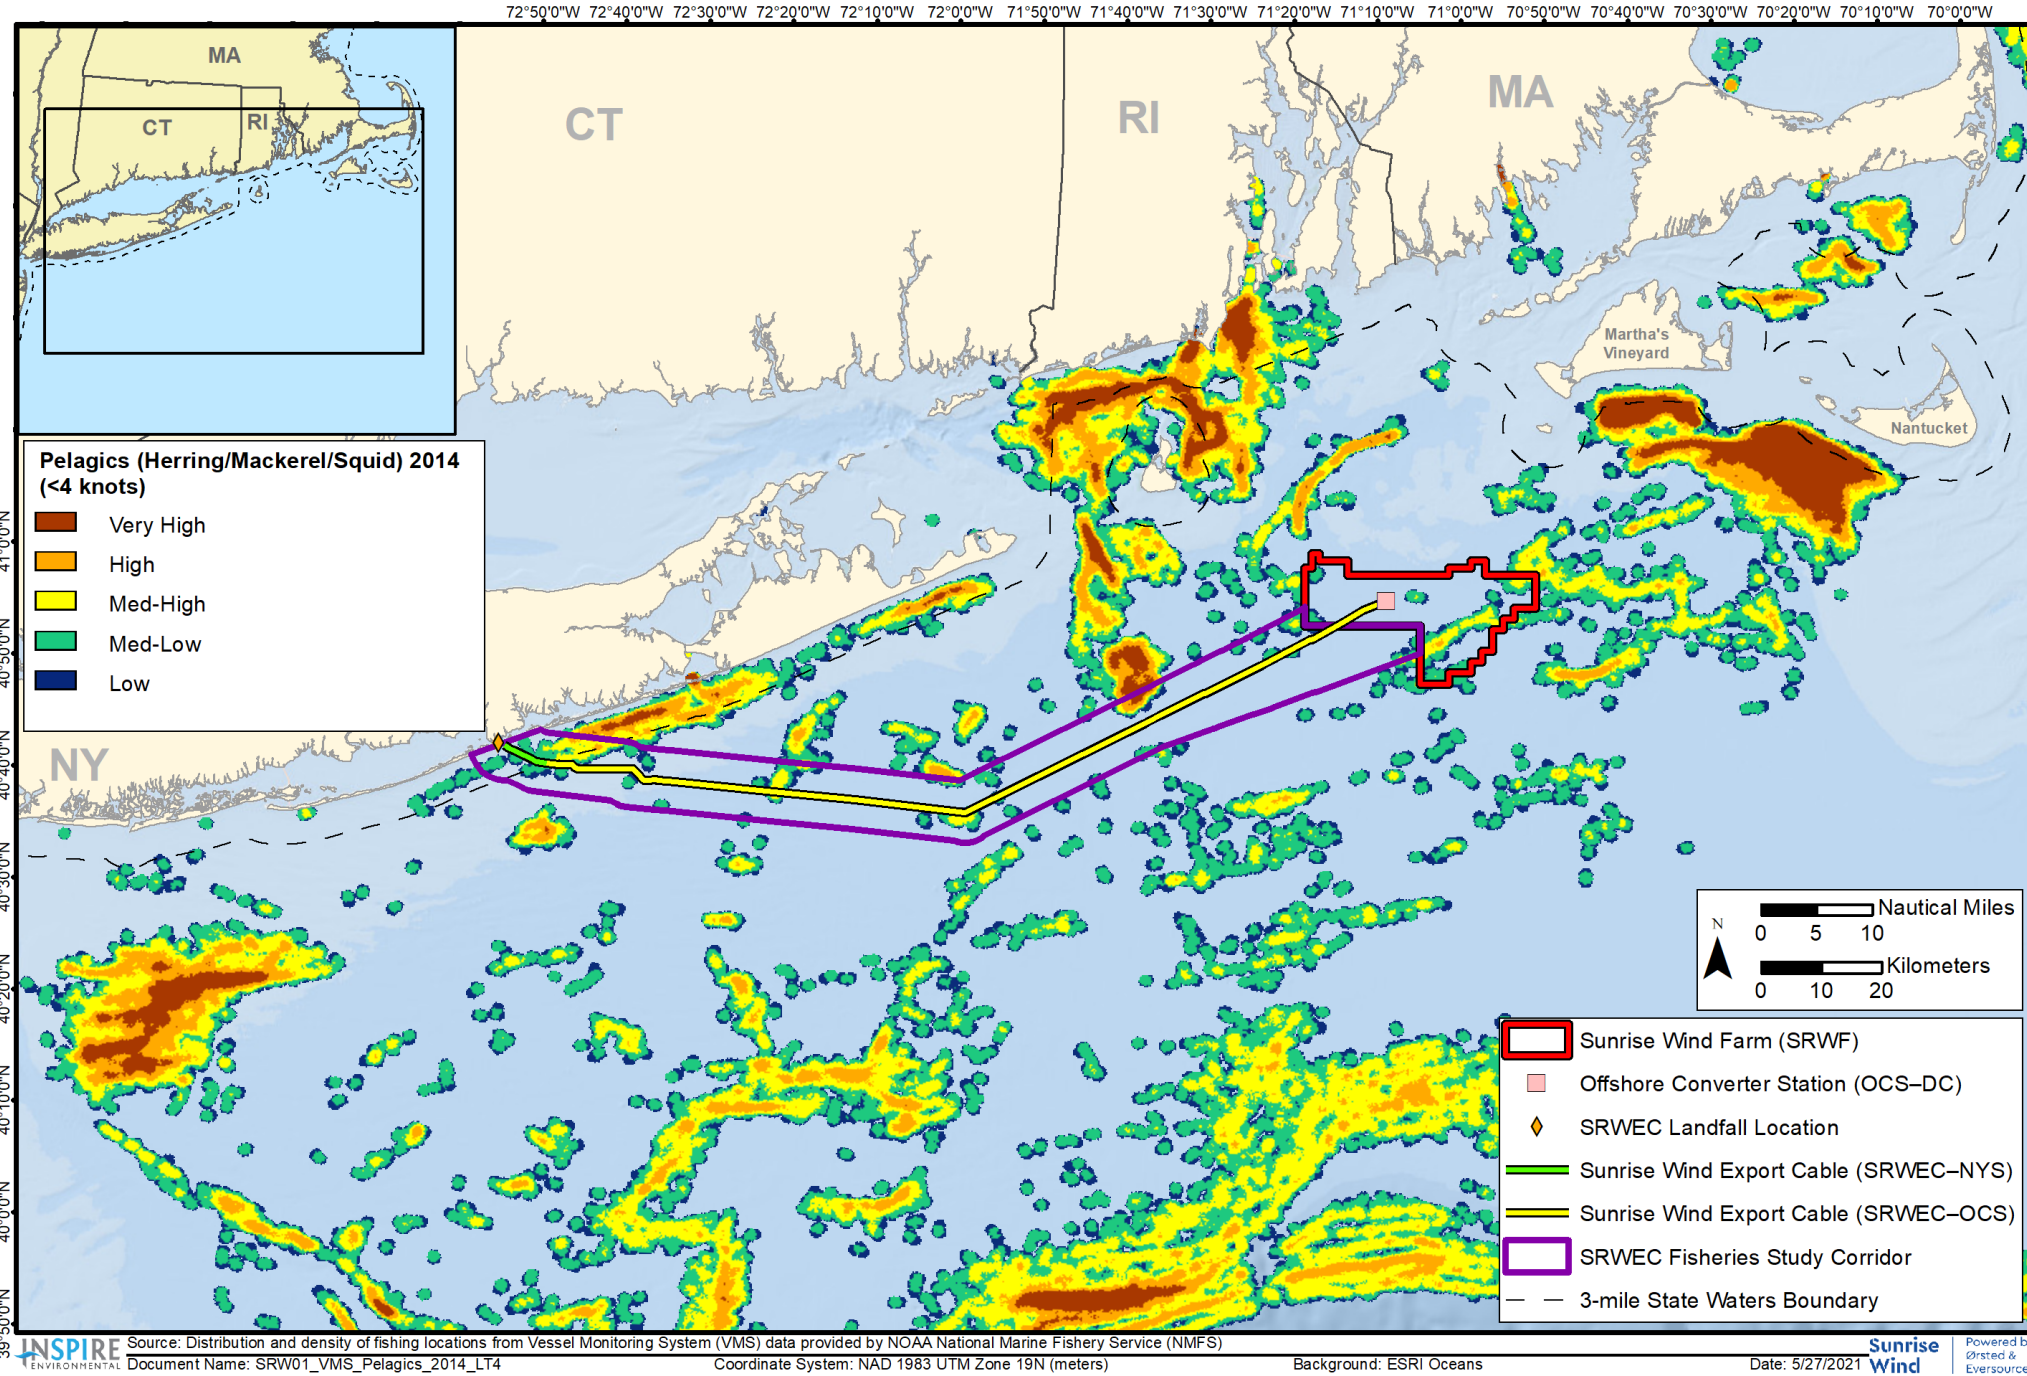 72°50'0"W 72°40'0"W 72°30'0"W 72°20'0"W 72°10'0"W 72°0'0"W 71°50'0"W 71°40'0"W 71°30'0"W 71°20'0"W 71°10'0"W 71°0'0"W 70°50'0"W 70°40'0"W 70°30'0"W 70°20'0"W 70°10'0"W 70°0'0"W
MA
CT
RI
CT
RI
MA
Martha's
Vineyard
Nantucket
NY
Pelagics (Herring/Mackerel/Squid) 2014
(<4 knots)
Very High
High
Med-High
Med-Low
Low
41°0'0"N
40°50'0"N
40°40'0"N
40°30'0"N
40°20'0"N
40°10'0"N
40°0'0"N
39°50'0"N
N
Nautical Miles
0 5 10
Kilometers
0 10 20
Sunrise Wind Farm (SRWF)
Offshore Converter Station (OCS–DC)
SRWEC Landfall Location
Sunrise Wind Export Cable (SRWEC–NYS)
Sunrise Wind Export Cable (SRWEC–OCS)
SRWEC Fisheries Study Corridor
3-mile State Waters Boundary
INSPIRE
ENVIRONMENTAL
Source: Distribution and density of fishing locations from Vessel Monitoring System (VMS) data provided by NOAA National Marine Fishery Service (NMFS)
Document Name: SRW01_VMS_Pelagics_2014_LT4
Coordinate System: NAD 1983 UTM Zone 19N (meters)
Background: ESRI Oceans
Date: 5/27/2021
Sunrise
Wind
Powered by
Ørsted &
Eversource